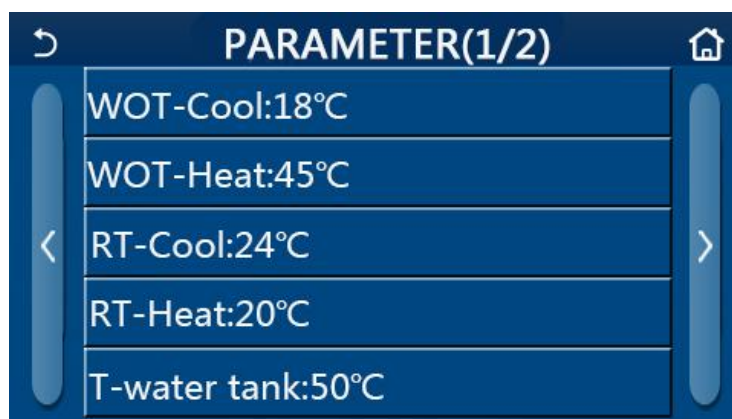 PARAMETER(1/2)
WOT-Cool:18℃
WOT-Heat:45℃
RT-Cool:24℃
RT-Heat:20℃
T-water tank:50℃